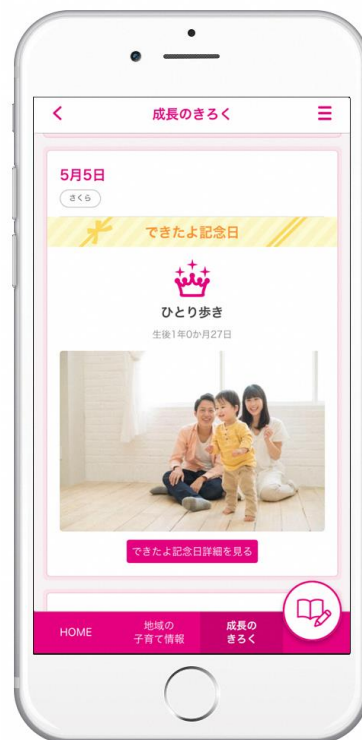 成長のきろく
5月5日
さくら
できたよ記念日
ひとり歩き
生後1年0か月27日
できたよ記念日詳細を見る
HOME
地域の
子育て情報
成長の
きろく